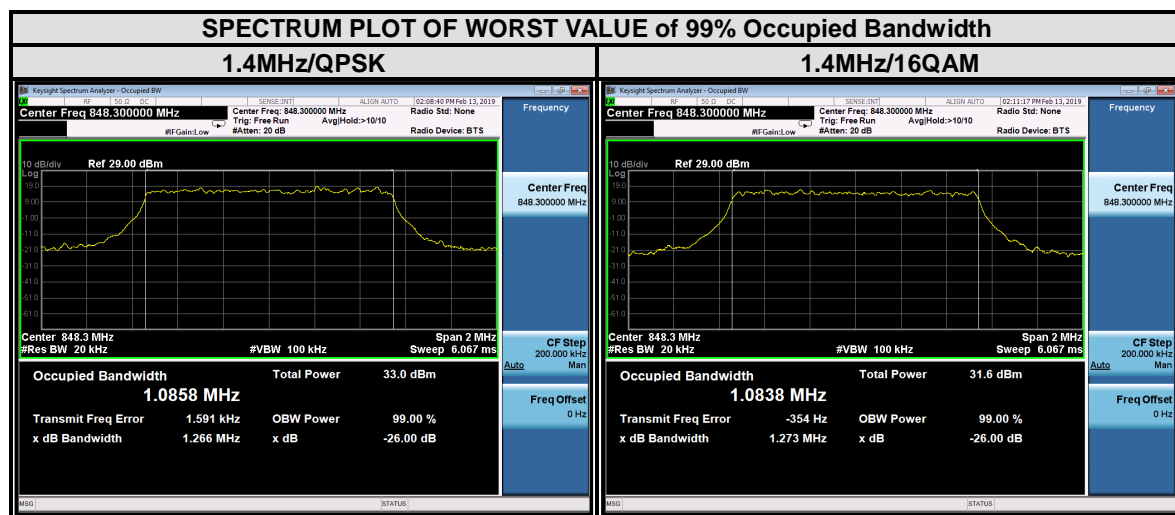 SPECTRUM PLOT OF WORST VALUE of 99% Occupied Bandwidth
1.4MHz/QPSK
1.4MHz/16QAM
Keysight Spectrum Analyzer - Occupied BW
LXI RF 50 Ω DC SENSE:INT ALIGN AUTO 02:08:40 PM Feb 13, 2019
Center Freq 848.300000 MHz
Center Freq: 848.300000 MHz
Radio Std: None
Trig: Free Run Avg|Hold:>10/10
#IFGain:Low #Atten: 20 dB Radio Device: BTS
10 dB/div Ref 29.00 dBm
Log
19.0
9.00
-1.00
-11.0
-21.0
-31.0
-41.0
-51.0
-61.0
Center 848.3 MHz Span 2 MHz
#Res BW 20 kHz #VBW 100 kHz Sweep 6.067 ms
Occupied Bandwidth Total Power 33.0 dBm
1.0858 MHz
Transmit Freq Error 1.591 kHz OBW Power 99.00 %
x dB Bandwidth 1.266 MHz x dB -26.00 dB
MSG STATUS
Frequency
Center Freq
848.300000 MHz
CF Step
200.000 kHz
Auto Man
Freq Offset
0 Hz
Keysight Spectrum Analyzer - Occupied BW
LXI RF 50 Ω DC SENSE:INT ALIGN AUTO 02:11:17 PM Feb 13, 2019
Center Freq 848.300000 MHz
Center Freq: 848.300000 MHz
Radio Std: None
Trig: Free Run Avg|Hold:>10/10
#IFGain:Low #Atten: 20 dB Radio Device: BTS
10 dB/div Ref 29.00 dBm
Log
19.0
9.00
-1.00
-11.0
-21.0
-31.0
-41.0
-51.0
-61.0
Center 848.3 MHz Span 2 MHz
#Res BW 20 kHz #VBW 100 kHz Sweep 6.067 ms
Occupied Bandwidth Total Power 31.6 dBm
1.0838 MHz
Transmit Freq Error -354 Hz OBW Power 99.00 %
x dB Bandwidth 1.273 MHz x dB -26.00 dB
MSG STATUS
Frequency
Center Freq
848.300000 MHz
CF Step
200.000 kHz
Auto Man
Freq Offset
0 Hz